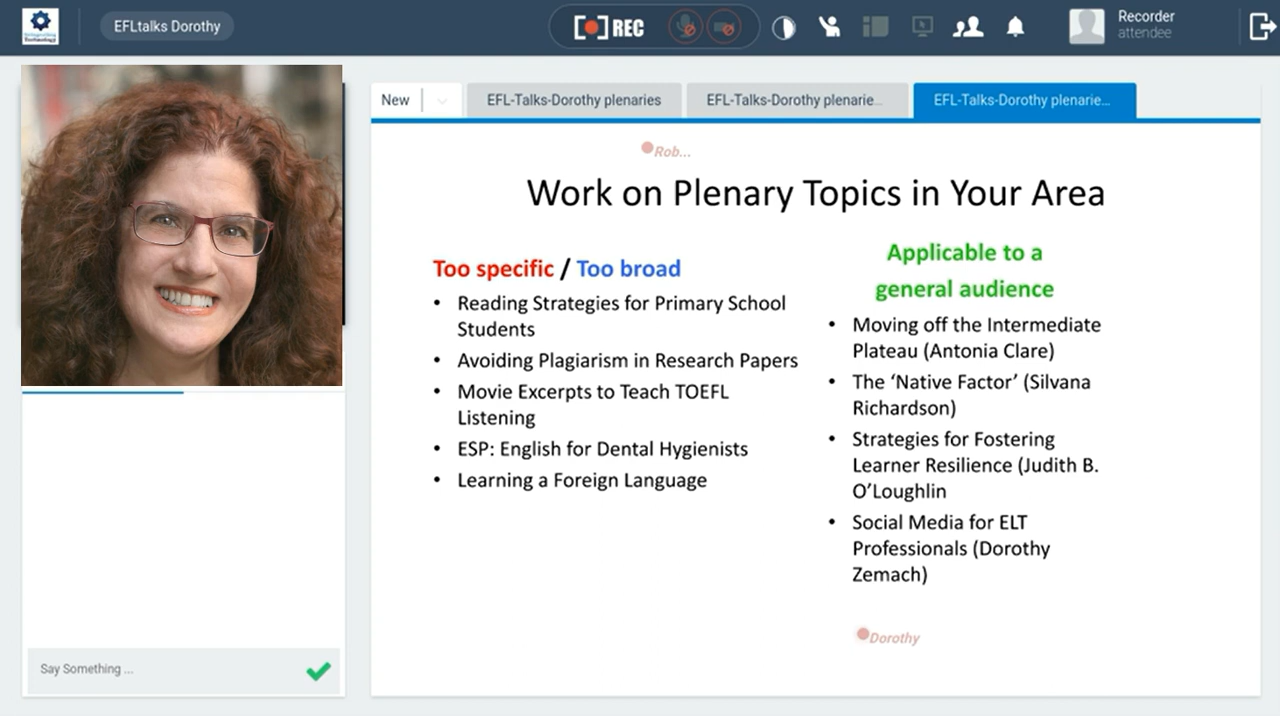 EFLtalks Dorothy
REC
Recorder
attendee
New
EFL-Talks-Dorothy plenaries
EFL-Talks-Dorothy plenarie...
EFL-Talks-Dorothy plenarie...
Rob...
Work on Plenary Topics in Your Area
Too specific / Too broad
• Reading Strategies for Primary School
Students
• Avoiding Plagiarism in Research Papers
• Movie Excerpts to Teach TOEFL
Listening
• ESP: English for Dental Hygienists
• Learning a Foreign Language
Applicable to a
general audience
• Moving off the Intermediate
Plateau (Antonia Clare)
• The ‘Native Factor’ (Silvana
Richardson)
• Strategies for Fostering
Learner Resilience (Judith B.
O’Loughlin
• Social Media for ELT
Professionals (Dorothy
Zemach)
Dorothy
Say Something ...